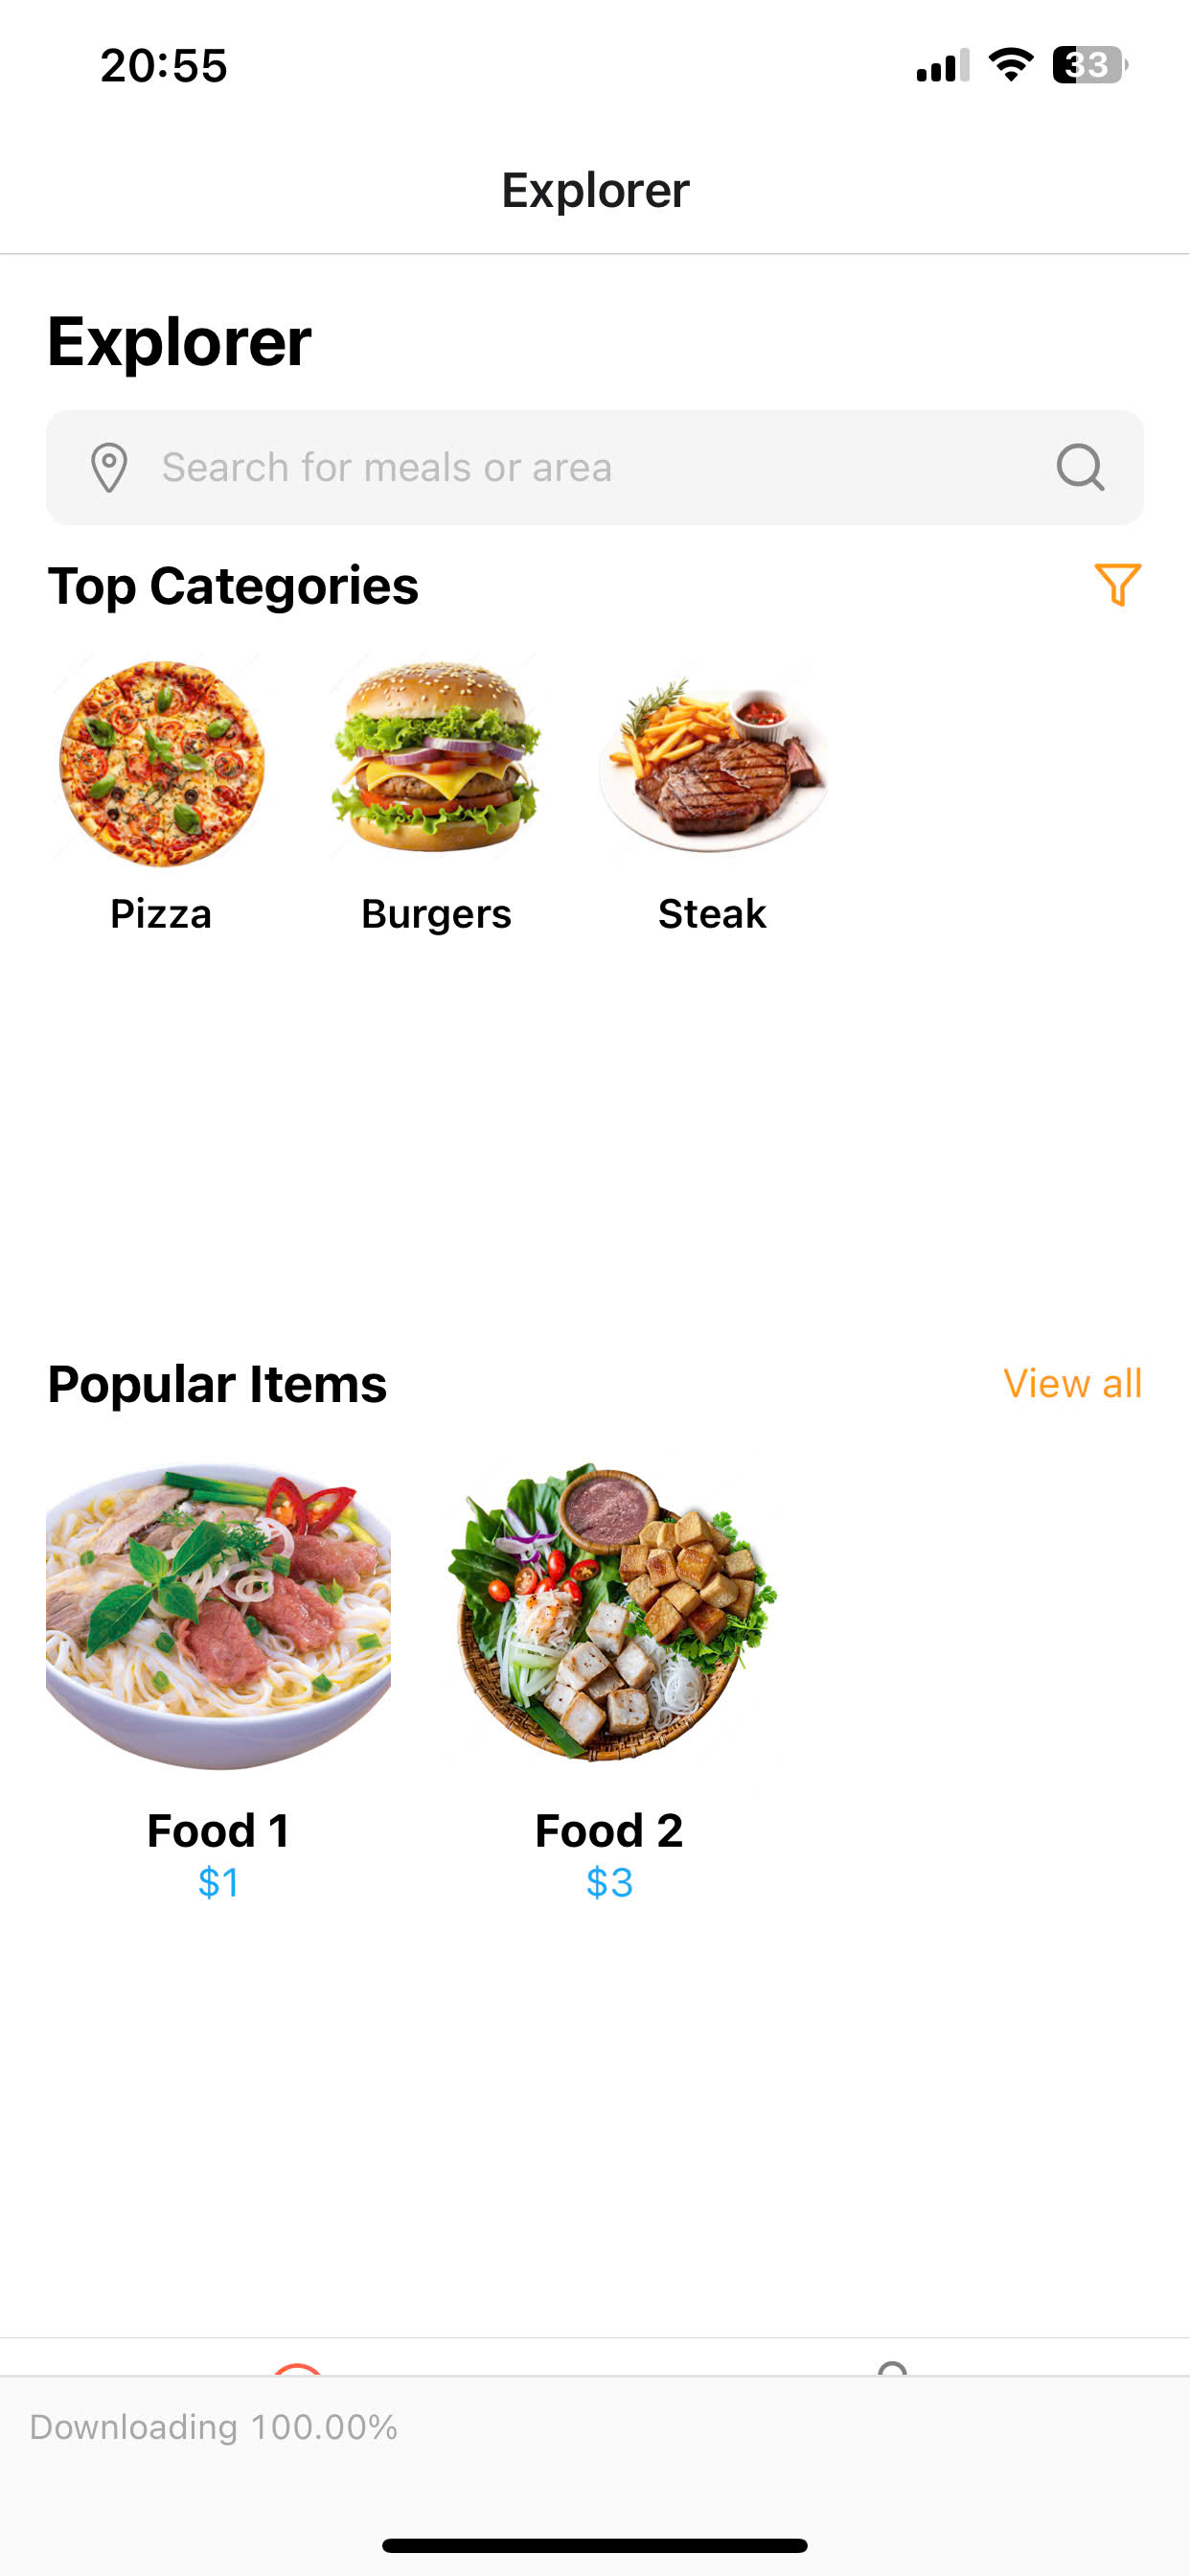 20:55
33
Explorer
Explorer
Search for meals or area
Top Categories
Pizza Burgers Steak
Popular Items View all
Food 1 Food 2
$1 $3
Downloading 100.00%